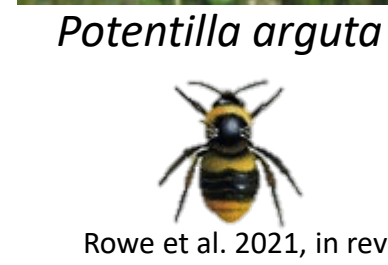 Potentilla arguta
Rowe et al. 2021, in rev